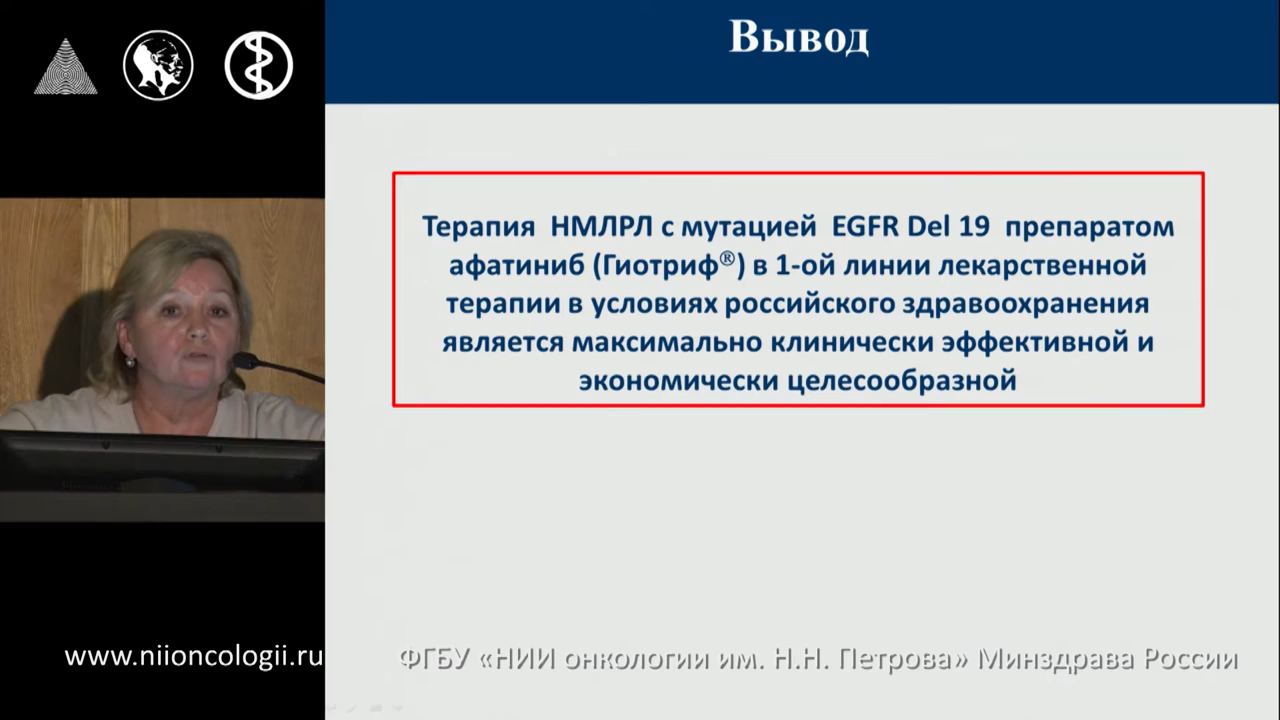 Вывод
Терапия НМЛРЛ с мутацией EGFR Del 19 препаратом
афатиниб (Гиотриф®) в 1-ой линии лекарственной
терапии в условиях российского здравоохранения
является максимально клинически эффективной и
экономически целесообразной
www.niioncologii.ru
ФГБУ «НИИ онкологии им. Н.Н. Петрова» Минздрава России